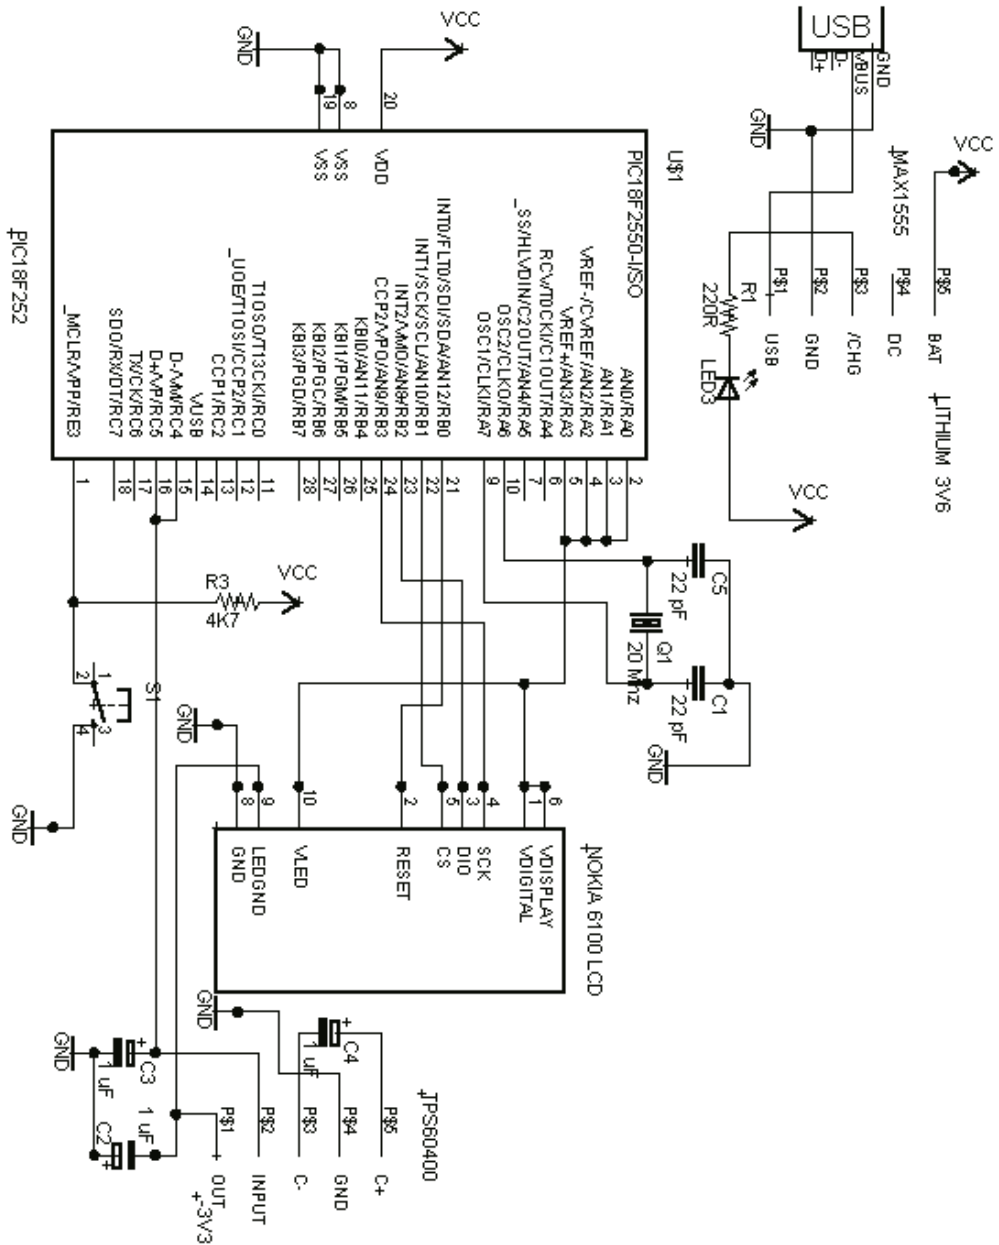 VCC
GND
19
8
20
VSS
VSS
VDD
U$1
PIC18F2550-I/SO
PIC18F252
_MCLR/VPP/RE3
SDO/RX/DT/RC7
TX/CK/RC6
D+/VP/RC5
D-/VM/RC4
VUSB
CCP1/RC2
_UOE/T1OSI/CCP2/RC1
T1OSO/T13CKI/RC0
KBI3/PGD/RB7
KBI2/PGC/RB6
KBI1/PGM/RB5
KBI0/AN11/RB4
CCP2/VPO/AN9/RB3
INT2/VMO/AN8/RB2
INT1/SCK/SCL/AN10/RB1
INT0/FLT0/SDI/SDA/AN12/RB0
OSC1/CLKI/RA7
OSC2/CLKO/RA6
_SS/HLVDIN/C2OUT/AN4/RA5
RCV/T0CKI/C1OUT/RA4
VREF+/AN3/RA3
VREF-/CVREF/AN2/RA2
AN1/RA1
AN0/RA0
1
18
17
16
15
14
13
12
11
28
27
26
25
24
23
22
21
9
10
7
6
5
4
3
2
USB
D+
D-
VBUS
GND
GND
VCC
MAX1555
P$1
P$2
P$3
P$4
P$5
USB
GND
/CHG
DC
BAT
LITHIUM 3V6
R1
220R
LED3
VCC
C5
22 pF
Q1
20 Mhz
C1
22 pF
GND
R3
4K7
VCC
S1
1
2
3
4
GND
GND
8
9
10
2
5
3
4
1
6
GND
LEDGND
VLED
RESET
CS
DIO
SCK
VDIGITAL
VDISPLAY
NOKIA 6100 LCD
GND
C4
+
1 uF
GND
C3
+
1 uF
C2
+
1 uF
TPS60400
P$1
P$2
P$3
P$4
P$5
OUT
INPUT
C-
GND
C+
-3V3